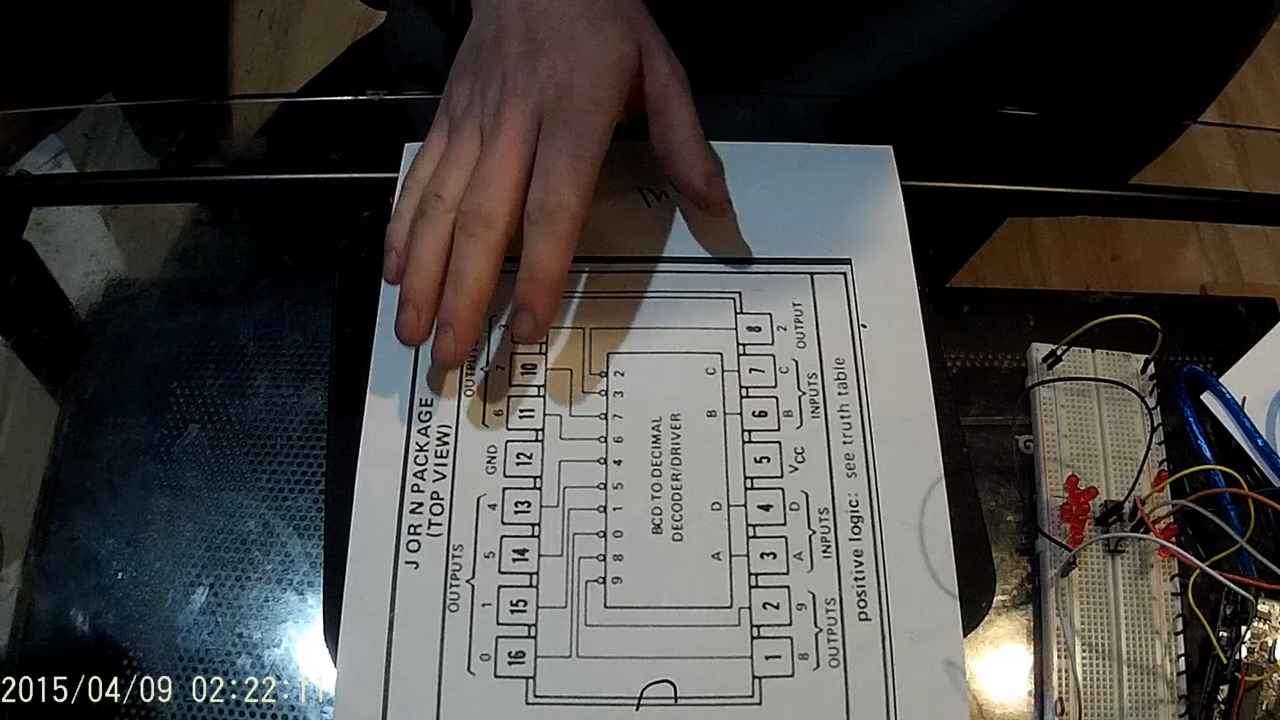 J OR N PACKAGE
(TOP VIEW)
OUTPUTS
0 1 5 4 GND 6 7 3
16 15 14 13 12 11 10
9 8 0 1 5 4 6 7 3 2
BCD TO DECIMAL
DECODER/DRIVER
A D B C
1 2 3 4 5 6 7 8
8 9 A D VCC B C 2
OUTPUTS INPUTS INPUTS OUTPUT
positive logic: see truth table
2015/04/09 02:22:11